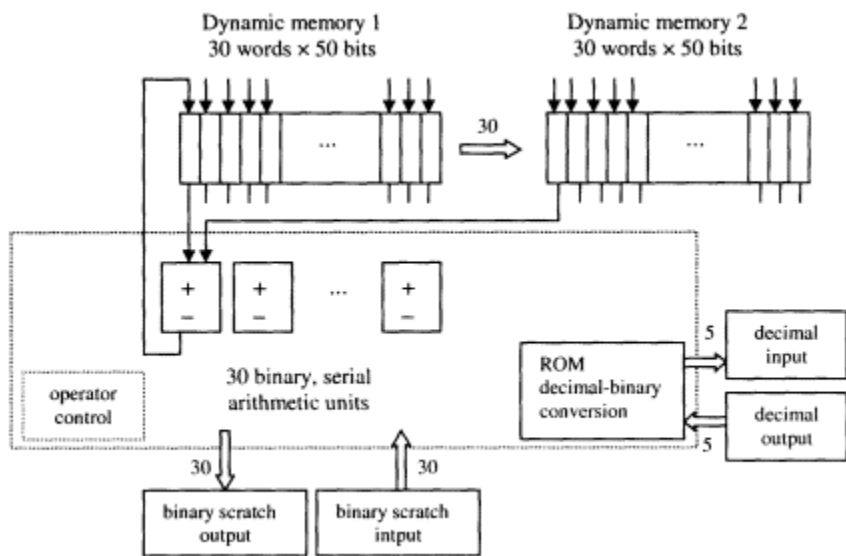 Dynamic memory 1
30 words × 50 bits
Dynamic memory 2
30 words × 50 bits
...
30
...
+
−
+
−
...
+
−
30 binary, serial
arithmetic units
operator
control
ROM
decimal-binary
conversion
5
decimal
input
5
decimal
output
30
30
binary scratch
output
binary scratch
intput